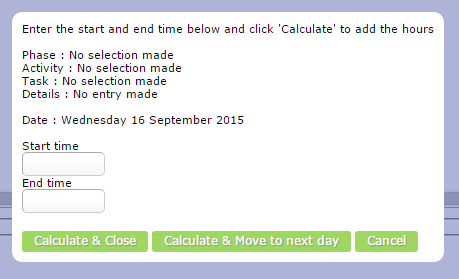 Enter the start and end time below and click 'Calculate' to add the hours
Phase : No selection made
Activity : No selection made
Task : No selection made
Details : No entry made
Date : Wednesday 16 September 2015
Start time
End time
Calculate & Close Calculate & Move to next day Cancel